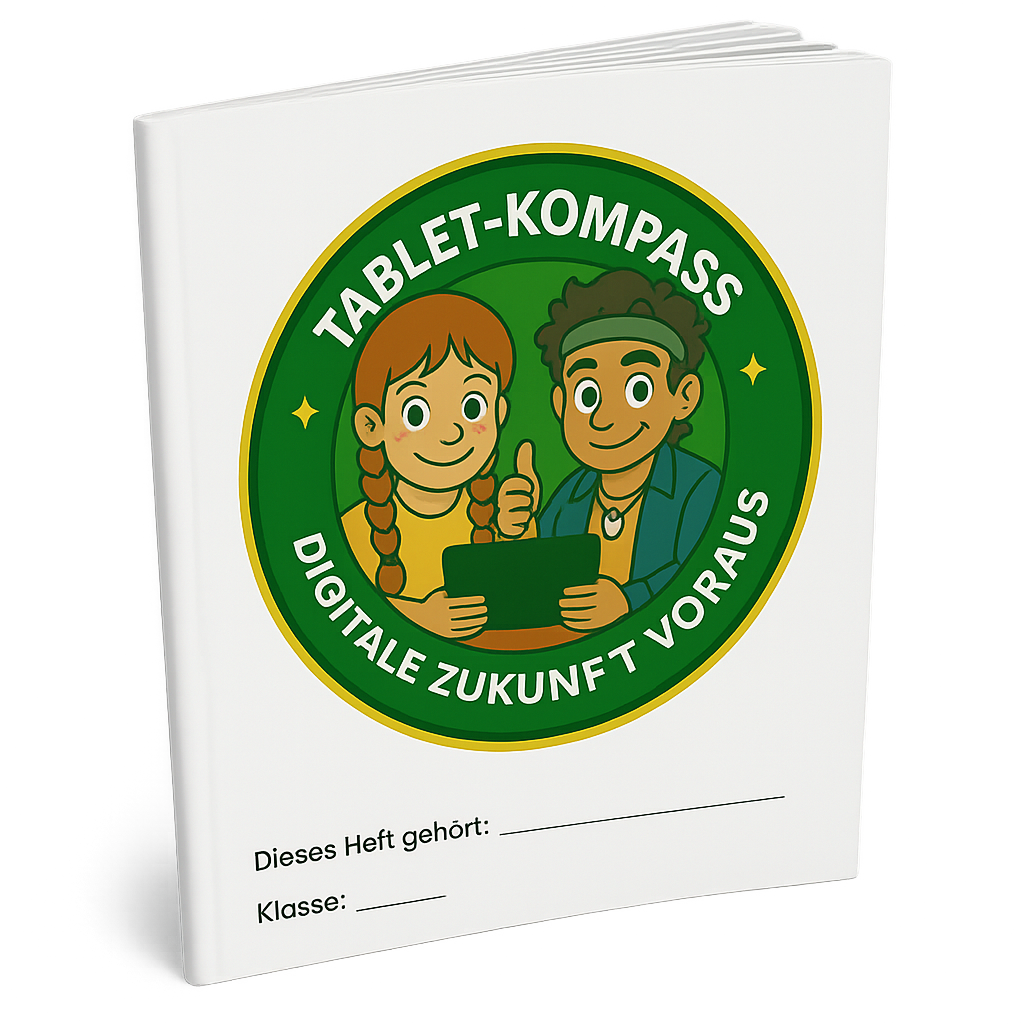 TABLET-KOMPASS
DIGITALE ZUKUNFT VORAUS
Dieses Heft gehört:
Klasse: